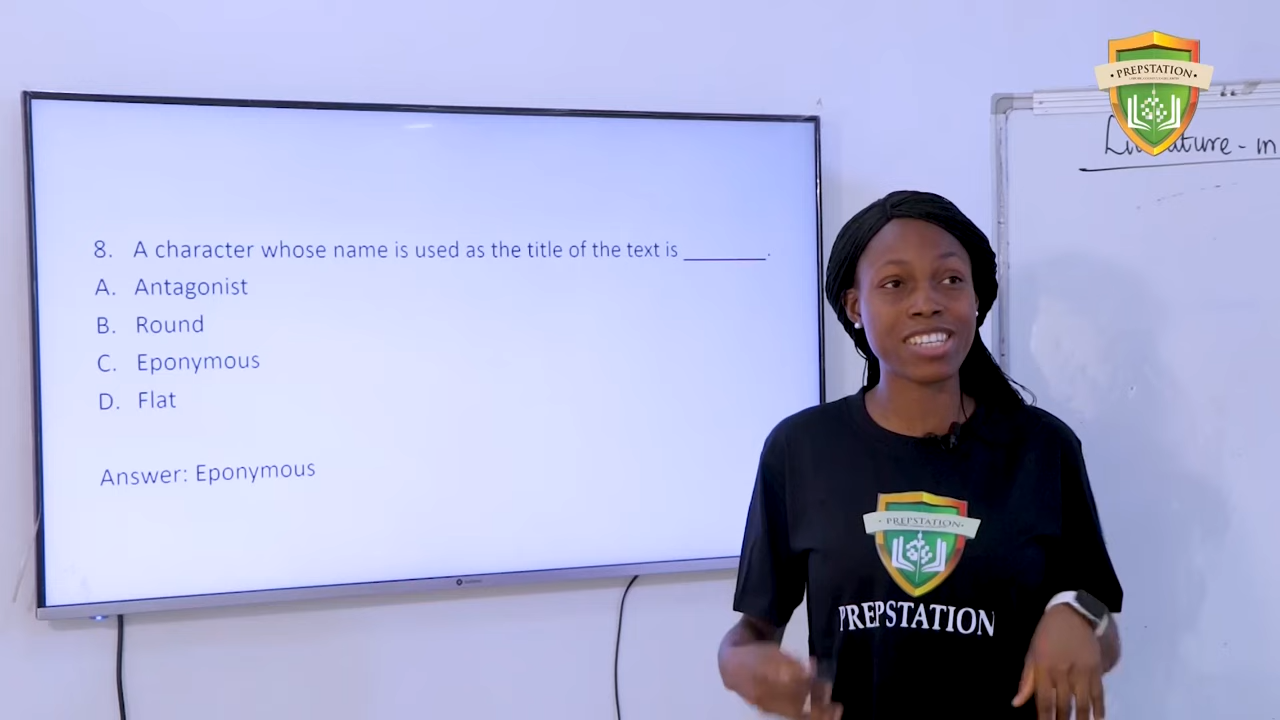 PREPSTATION
8. A character whose name is used as the title of the text is ________.
A. Antagonist
B. Round
C. Eponymous
D. Flat
Answer: Eponymous
PREPSTATION
PREPSTATION